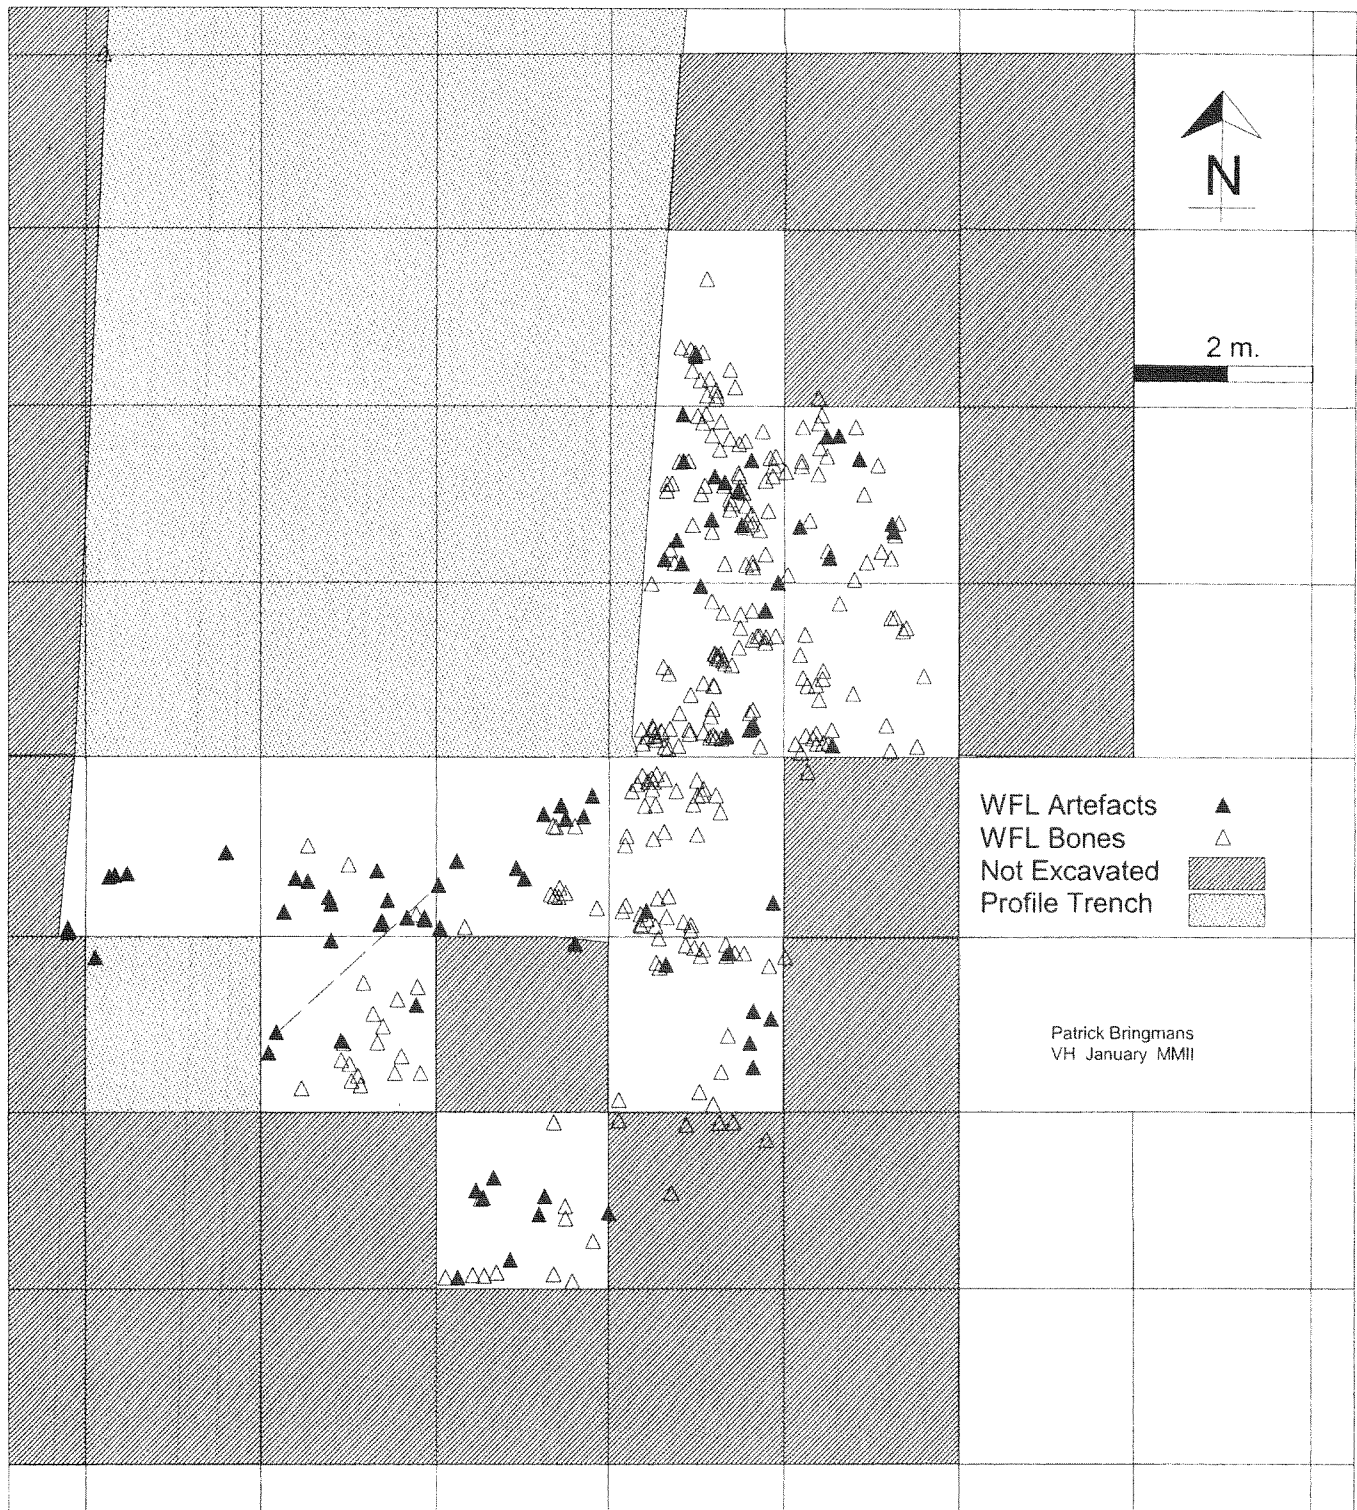 N
2 m.
WFL Artefacts
WFL Bones
Not Excavated
Profile Trench
Patrick Bringmans
VH January MMII